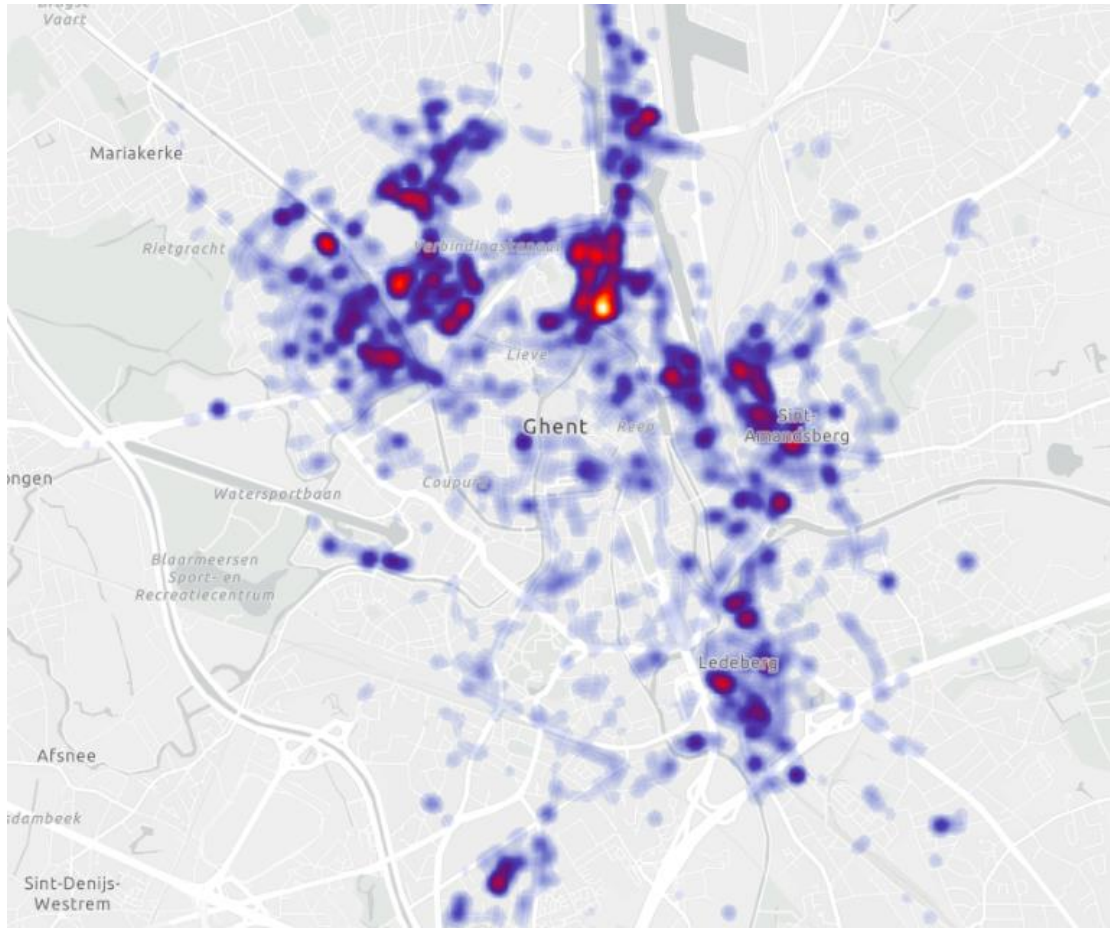 Vaart
Mariakerke
Rietgracht
Verbindingskanaal
Lieve
Ghent
Reep
Sint-
Amandsberg
ongen
Watersportbaan
Coupure
Blaarmeersen
Sport- en
Recreatiecentrum
Ledeberg
Afsnee
sdambeek
Sint-Denijs-
Westrem